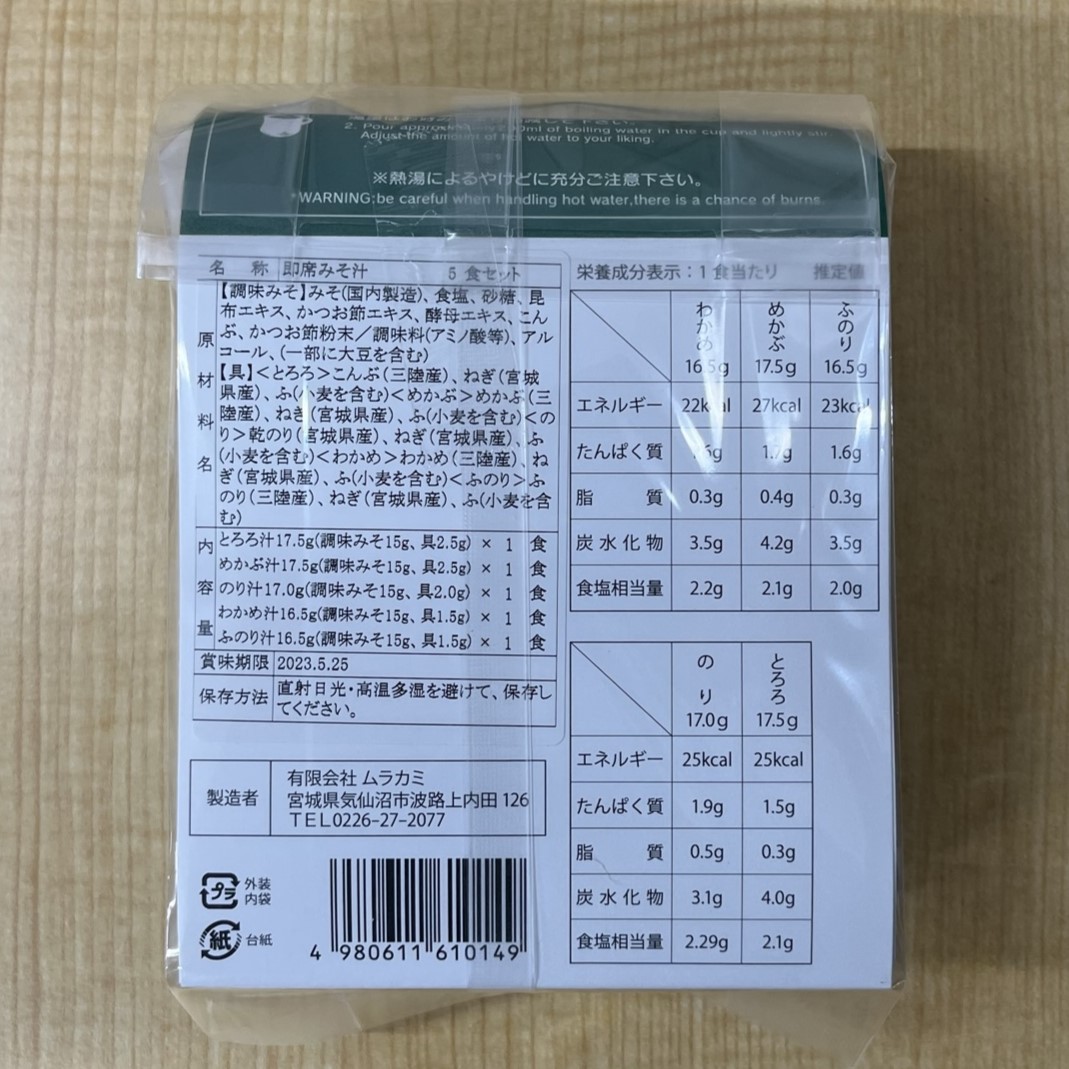 2. Pour approximately ml of boiling water in the cup and lightly stir
Adjust the amount of hot water to your liking.
※熱湯によるやけどに充分ご注意下さい。
*WARNING:be careful when handling hot water,there is a chance of burns.
名 称 即席みそ汁 5 食セット
原材料名
【調味みそ】みそ(国内製造)、食塩、砂糖、昆
布エキス、かつお節エキス、酵母エキス、こん
ぶ、かつお節粉末／調味料(アミノ酸等)、アル
コール、(一部に大豆を含む)
【具】＜とろろ＞こんぶ(三陸産)、ねぎ(宮城
県産)、ふ(小麦を含む)＜めかぶ＞めかぶ(三
陸産)、ねぎ(宮城県産)、ふ(小麦を含む)＜の
り＞乾のり(宮城県産)、ねぎ(宮城県産)、ふ
(小麦を含む)＜わかめ＞わかめ(三陸産)、ね
ぎ(宮城県産)、ふ(小麦を含む)＜ふのり＞ふ
のり(三陸産)、ねぎ(宮城県産)、ふ(小麦を含
む)
内容量
とろろ汁17.5g(調味みそ15g、具2.5g) × 1 食
めかぶ汁17.5g(調味みそ15g、具2.5g) × 1 食
のり汁17.0g(調味みそ15g、具2.0g) × 1 食
わかめ汁16.5g(調味みそ15g、具1.5g) × 1 食
ふのり汁16.5g(調味みそ15g、具1.5g) × 1 食
賞味期限 2023.5.25
保存方法 直射日光・高温多湿を避けて、保存し
てください。
製造者
有限会社 ムラカミ
宮城県気仙沼市波路上内田 126
TEL0226-27-2077
プラ 外装
内袋
紙 台紙
4 980611 610149
栄養成分表示：1 食当たり 推定値
わかめ めかぶ ふのり
16.5g 17.5g 16.5g
エネルギー 22kcal 27kcal 23kcal
たんぱく質 1.7g 1.6g
脂 質 0.3g 0.4g 0.3g
炭水化物 3.5g 4.2g 3.5g
食塩相当量 2.2g 2.1g 2.0g
のり とろろ
17.0g 17.5g
エネルギー 25kcal 25kcal
たんぱく質 1.9g 1.5g
脂 質 0.5g 0.3g
炭水化物 3.1g 4.0g
食塩相当量 2.29g 2.1g